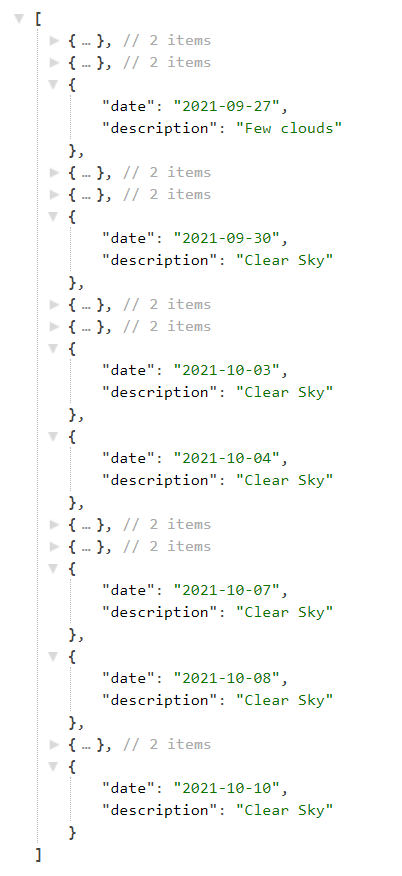 [
{ … }, // 2 items
{ … }, // 2 items
{
"date": "2021-09-27",
"description": "Few clouds"
},
{ … }, // 2 items
{ … }, // 2 items
{
"date": "2021-09-30",
"description": "Clear Sky"
},
{ … }, // 2 items
{ … }, // 2 items
{
"date": "2021-10-03",
"description": "Clear Sky"
},
{
"date": "2021-10-04",
"description": "Clear Sky"
},
{ … }, // 2 items
{ … }, // 2 items
{
"date": "2021-10-07",
"description": "Clear Sky"
},
{
"date": "2021-10-08",
"description": "Clear Sky"
},
{ … }, // 2 items
{
"date": "2021-10-10",
"description": "Clear Sky"
}
]